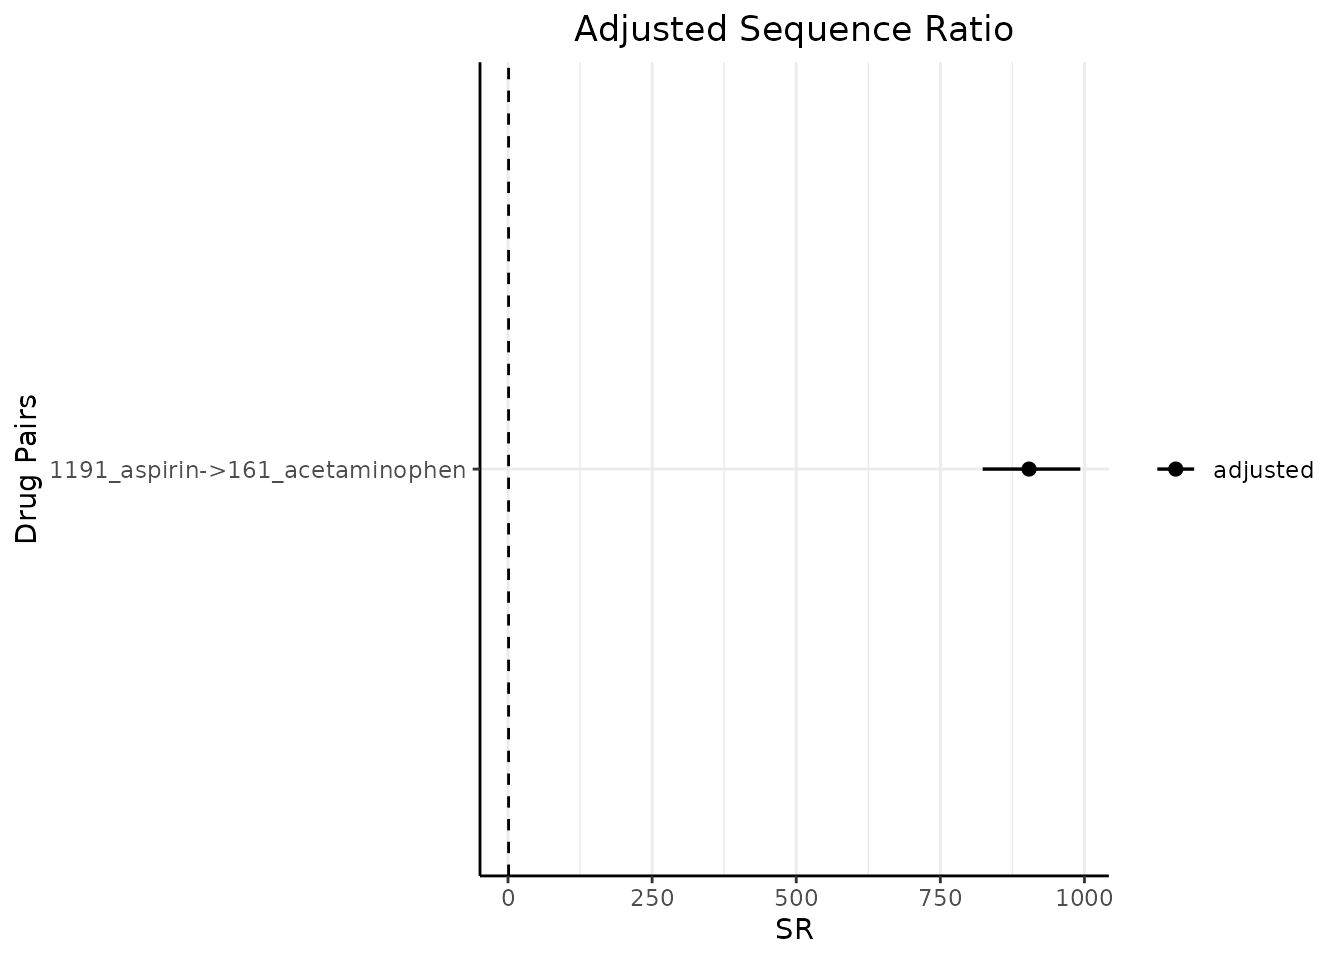 Adjusted Sequence Ratio
Drug Pairs
1191_aspirin->161_acetaminophen
adjusted
0 250 500 750 1000
SR